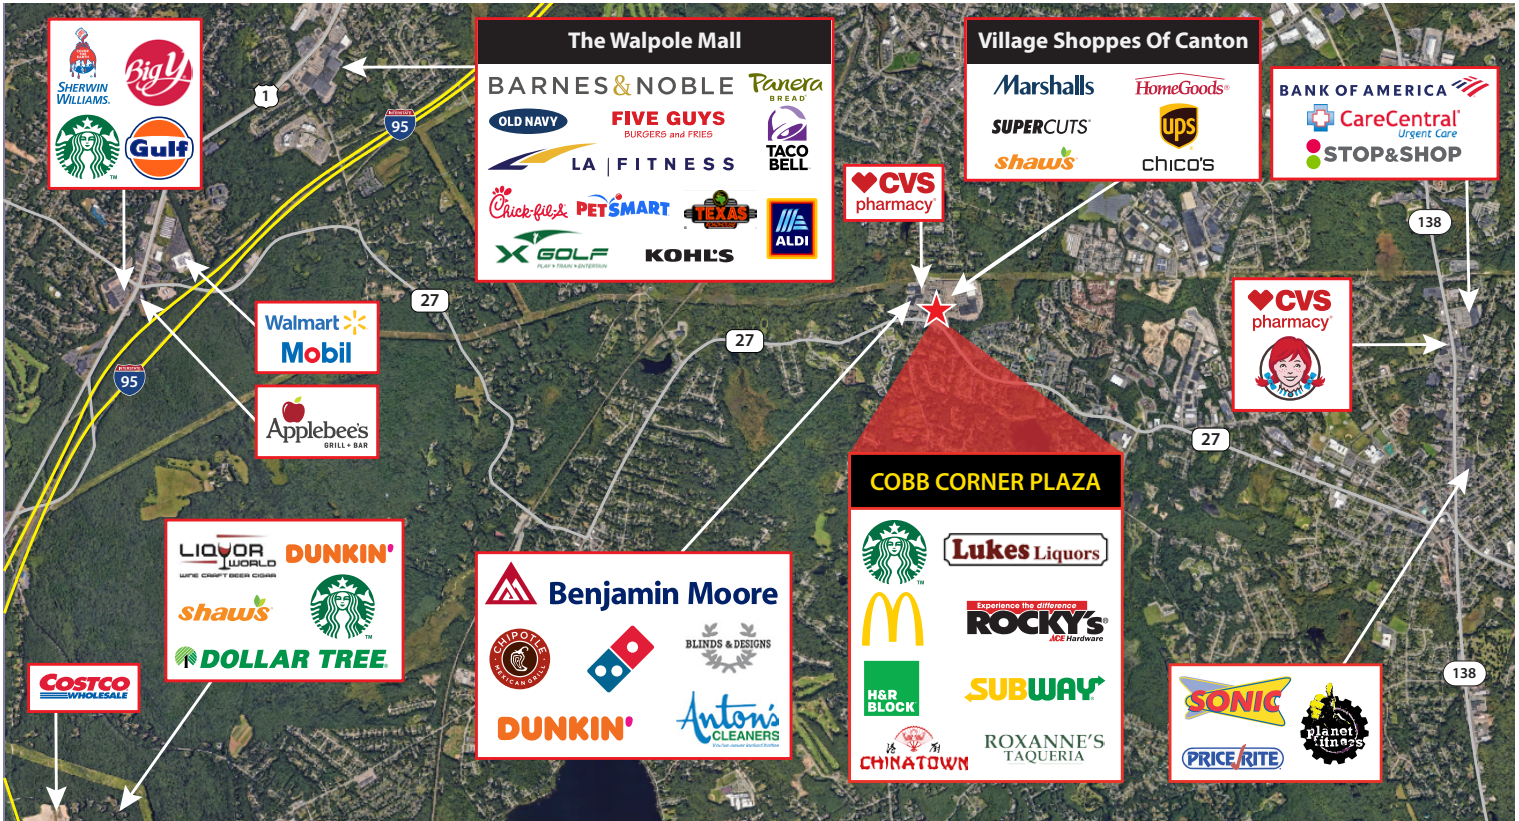 SHERWIN
WILLIAMS.
Big Y
Gulf
1
INTERSTATE
95
The Walpole Mall
BARNES&NOBLE
Panera
BREAD
OLD NAVY
FIVE GUYS
BURGERS and FRIES
TACO
BELL
LA | FITNESS
Chick-fil-A
PETSMART
TEXAS
ALDI
X GOLF
PLAY • TRAIN • ENTERTAIN
KOHL'S
Village Shoppes Of Canton
Marshalls
HomeGoods
SUPERCUTS
ups
shaw's
chico's
BANK OF AMERICA
CareCentral
Urgent Care
STOP&SHOP
CVS
pharmacy
138
27
27
Walmart
Mobil
INTERSTATE
95
Applebee's
GRILL + BAR
CVS
pharmacy
27
COBB CORNER PLAZA
Lukes Liquors
Experience the difference
ROCKY's
ACE Hardware
H&R
BLOCK
SUBWAY
CHINATOWN
ROXANNE'S
TAQUERIA
LIQUOR
WORLD
WINE CRAFT BEER CIGAR
DUNKIN'
shaw's
DOLLAR TREE
COSTCO
WHOLESALE
Benjamin Moore
CHIPOTLE
MEXICAN GRILL
BLINDS & DESIGNS
DUNKIN'
Anton's
CLEANERS
138
SONIC
planet
fitness
PRICE RITE